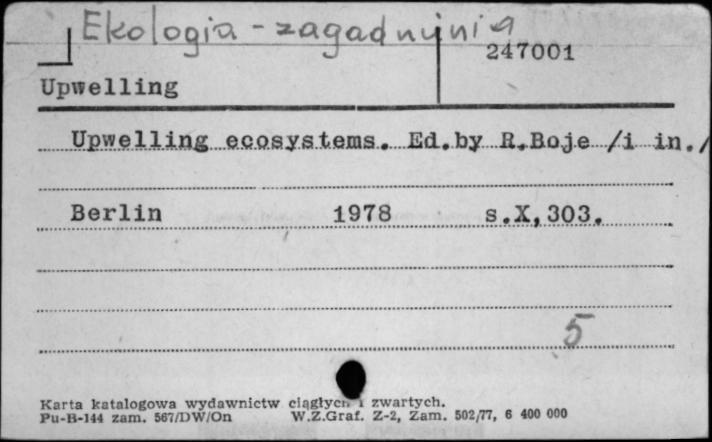 Ekologia - zagadnienia
247001
Upwelling
Upwelling ecosystems. Ed.by R.Boje /i in./
Berlin 1978 s.X,303.
5
Karta katalogowa wydawnictw ciągłych i zwartych.
Pu-B-144 zam. 567/DW/On W.Z.Graf. Z-2, Zam. 502/77, 6 400 000